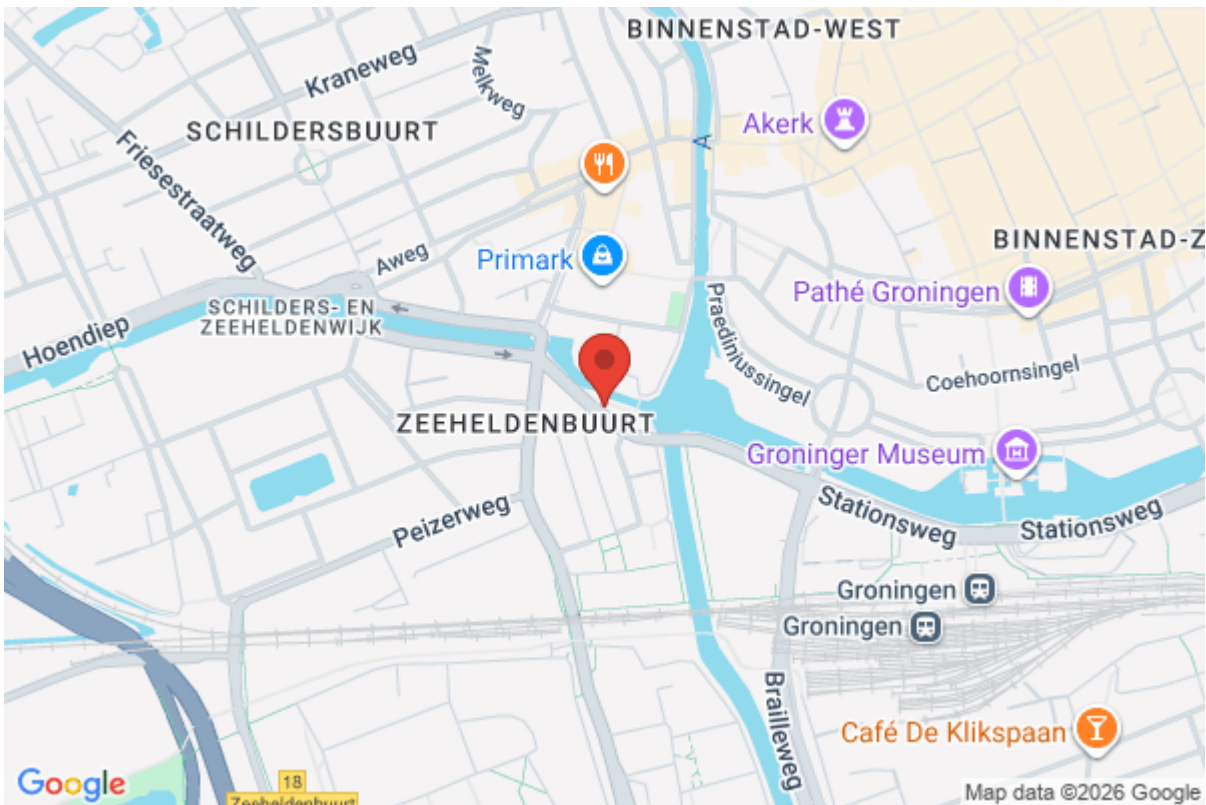 BINNENSTAD-WEST
Kraneweg
Melkweg
Akerk
SCHILDERSBUURT
A
Friesestraatweg
Aweg
Primark
BINNENSTAD-Z
Pathé Groningen
Praediniussingel
SCHILDERS- EN
ZEEHELDENWIJK
Hoendiep
Coehoornsingel
ZEEHELDENBUURT
Groninger Museum
Peizerweg
Stationsweg
Stationsweg
Groningen
Groningen
Brailleweg
Café De Klikspaan
18
Zeeheldenbuurt
Google
Map data ©2026 Google